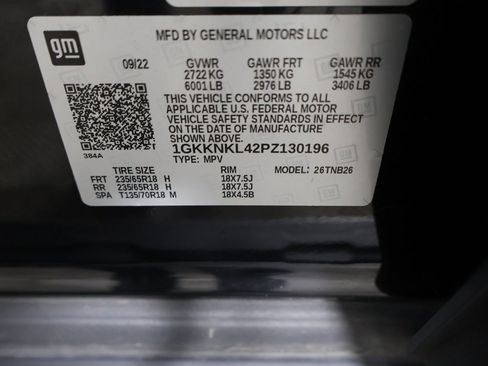 gm
MFD BY GENERAL MOTORS LLC
09/22 GVWR GAWR FRT GAWR RR
2722 KG 1350 KG 1545 KG
6001 LB 2976 LB 3406 LB
THIS VEHICLE CONFORMS TO ALL
APPLICABLE U.S. FEDERAL MOTOR
VEHICLE SAFETY STANDARDS IN EFFECT
ON THE DATE OF MANUFACTURE
SHOWN ABOVE.
384A
1GKKNKL42PZ130196
TYPE: MPV MODEL: 26TNB26
TIRE SIZE RIM
FRT 235/65R18 H 18X7.5J
RR 235/65R18 H 18X7.5J
SPA T135/70R18 M 18X4.5B